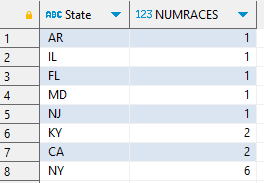 State 123 NUMRACES
1 AR 1
2 IL 1
3 FL 1
4 MD 1
5 NJ 1
6 KY 2
7 CA 2
8 NY 6